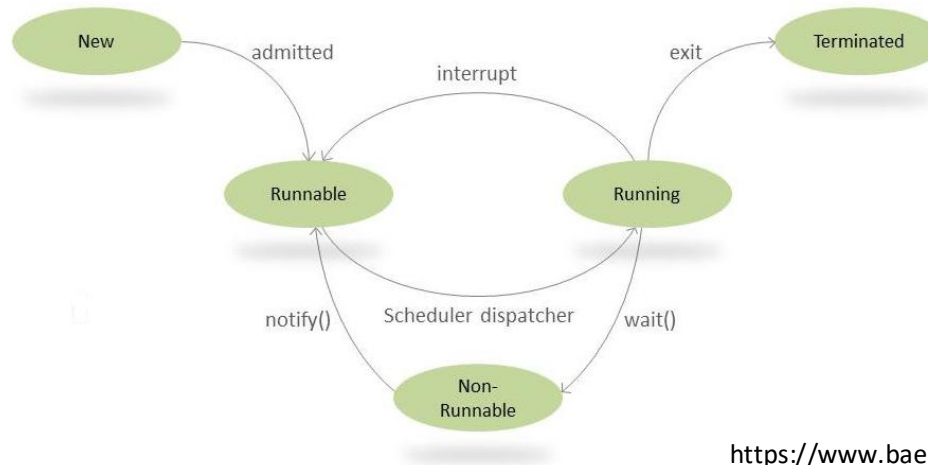 New
Terminated
admitted
exit
interrupt
Runnable
Running
notify()
Scheduler dispatcher
wait()
Non-
Runnable
https://www.bae